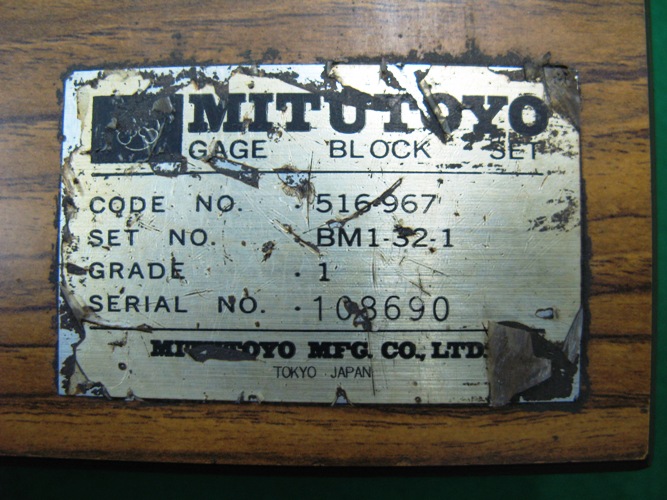 MITUTOYO
GAGE BLOCK SET
CODE NO. · 516-967
SET NO. · BM1-32-1
GRADE · 1
SERIAL NO. · 108690
MITUTOYO MFG. CO., LTD.
TOKYO JAPAN